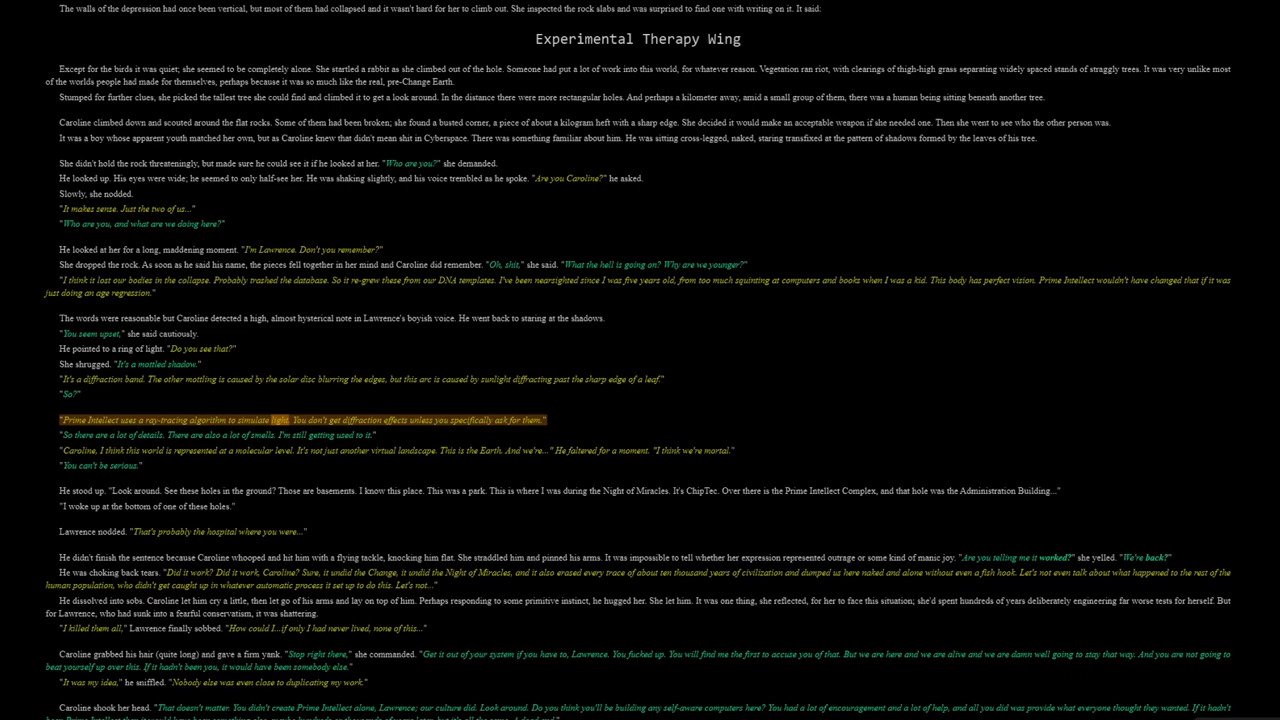 The walls of the depression had once been vertical, but most of them had collapsed and it wasn't hard for her to climb out. She inspected the rock slabs and was surprised to find one with writing on it. It said:
Experimental Therapy Wing
Except for the birds it was quiet; she seemed to be completely alone. She startled a rabbit as she climbed out of the hole. Someone had put a lot of work into this world, for whatever reason. Vegetation ran riot, with clearings of thigh-high grass separating widely spaced stands of straggly trees. It was very unlike most
of the worlds people had made for themselves, perhaps because it was so much like the real, pre-Change Earth.
Stumped for further clues, she picked the tallest tree she could find and climbed it to get a look around. In the distance there were more rectangular holes. And perhaps a kilometer away, amid a small group of them, there was a human being sitting beneath another tree.
Caroline climbed down and scouted around the flat rocks. Some of them had been broken; she found a busted corner, a piece of about a kilogram heft with a sharp edge. She decided it would make an acceptable weapon if she needed one. Then she went to see who the other person was.
It was a boy whose apparent youth matched her own, but as Caroline knew that didn't mean shit in Cyberspace. There was something familiar about him. He was sitting cross-legged, naked, staring transfixed at the pattern of shadows formed by the leaves of his tree.
She didn't hold the rock threateningly, but made sure he could see it if he looked at her. "Who are you?" she demanded.
He looked up. His eyes were wide; he seemed to only half-see her. He was shaking slightly, and his voice trembled as he spoke. "Are you Caroline?" he asked.
Slowly, she nodded.
"It makes sense. Just the two of us..."
"Who are you, and what are we doing here?"
He looked at her for a long, maddening moment. "I'm Lawrence. Don't you remember?"
She dropped the rock. As soon as he said his name, the pieces fell together in her mind and Caroline did remember. "Oh, shit," she said. "What the hell is going on? Why are we younger?"
"I think it lost our bodies in the collapse. Probably trashed the database. So it re-grew these from our DNA templates. I've been nearsighted since I was five years old, from too much squinting at computers and books when I was a kid. This body has perfect vision. Prime Intellect wouldn't have changed that if it was
just doing an age regression."
The words were reasonable but Caroline detected a high, almost hysterical note in Lawrence's boyish voice. He went back to staring at the shadows.
"You seem upset," she said cautiously.
He pointed to a ring of light. "Do you see that?"
She shrugged. "It's a mottled shadow."
"It's a diffraction band. The other mottling is caused by the solar disc blurring the edges, but this arc is caused by sunlight diffracting past the sharp edge of a leaf."
"So?"
"Prime Intellect uses a ray-tracing algorithm to simulate light. You don't get diffraction effects unless you specifically ask for them."
"So there are a lot of details. There are also a lot of smells. I'm still getting used to it."
"Caroline, I think this world is represented at a molecular level. It's not just another virtual landscape. This is the Earth. And we're..." He faltered for a moment. "I think we're mortal."
"You can't be serious."
He stood up. "Look around. See these holes in the ground? Those are basements. I know this place. This was a park. This is where I was during the Night of Miracles. It's ChipTec. Over there is the Prime Intellect Complex, and that hole was the Administration Building..."
"I woke up at the bottom of one of these holes."
Lawrence nodded. "That's probably the hospital where you were..."
He didn't finish the sentence because Caroline whooped and hit him with a flying tackle, knocking him flat. She straddled him and pinned his arms. It was impossible to tell whether her expression represented outrage or some kind of manic joy. "Are you telling me it worked?" she yelled. "We're back?"
He was choking back tears. "Did it work? Did it work, Caroline? Sure, it undid the Change, it undid the Night of Miracles, and it also erased every trace of about ten thousand years of civilization and dumped us here naked and alone without even a fish hook. Let's not even talk about what happened to the rest of the
human population, who didn't get caught up in whatever automatic process it set up to do this. Let's not..."
He dissolved into sobs. Caroline let him cry a little, then let go of his arms and lay on top of him. Perhaps responding to some primitive instinct, he hugged her. She let him. It was one thing, she reflected, for her to face this situation; she'd spent hundreds of years deliberately engineering far worse tests for herself. But
for Lawrence, who had sunk into a fearful conservatism, it was shattering.
"I killed them all," Lawrence finally sobbed. "How could I...if only I had never lived, none of this..."
Caroline grabbed his hair (quite long) and gave a firm yank. "Stop right there," she commanded. "Get it out of your system if you have to, Lawrence. You fucked up. You will find me the first to accuse you of that. But we are here and we are alive and we are damn well going to stay that way. And you are not going to
beat yourself up over this. If it hadn't been you, it would have been somebody else."
"It was my idea," he sniffled. "Nobody else was even close to duplicating my work."
Caroline shook her head. "That doesn't matter. You didn't create Prime Intellect alone, Lawrence; our culture did. Look around. Do you think you'll be building any self-aware computers here? You had a lot of encouragement and a lot of help, and all you did was provide what everyone thought they wanted. If it hadn't